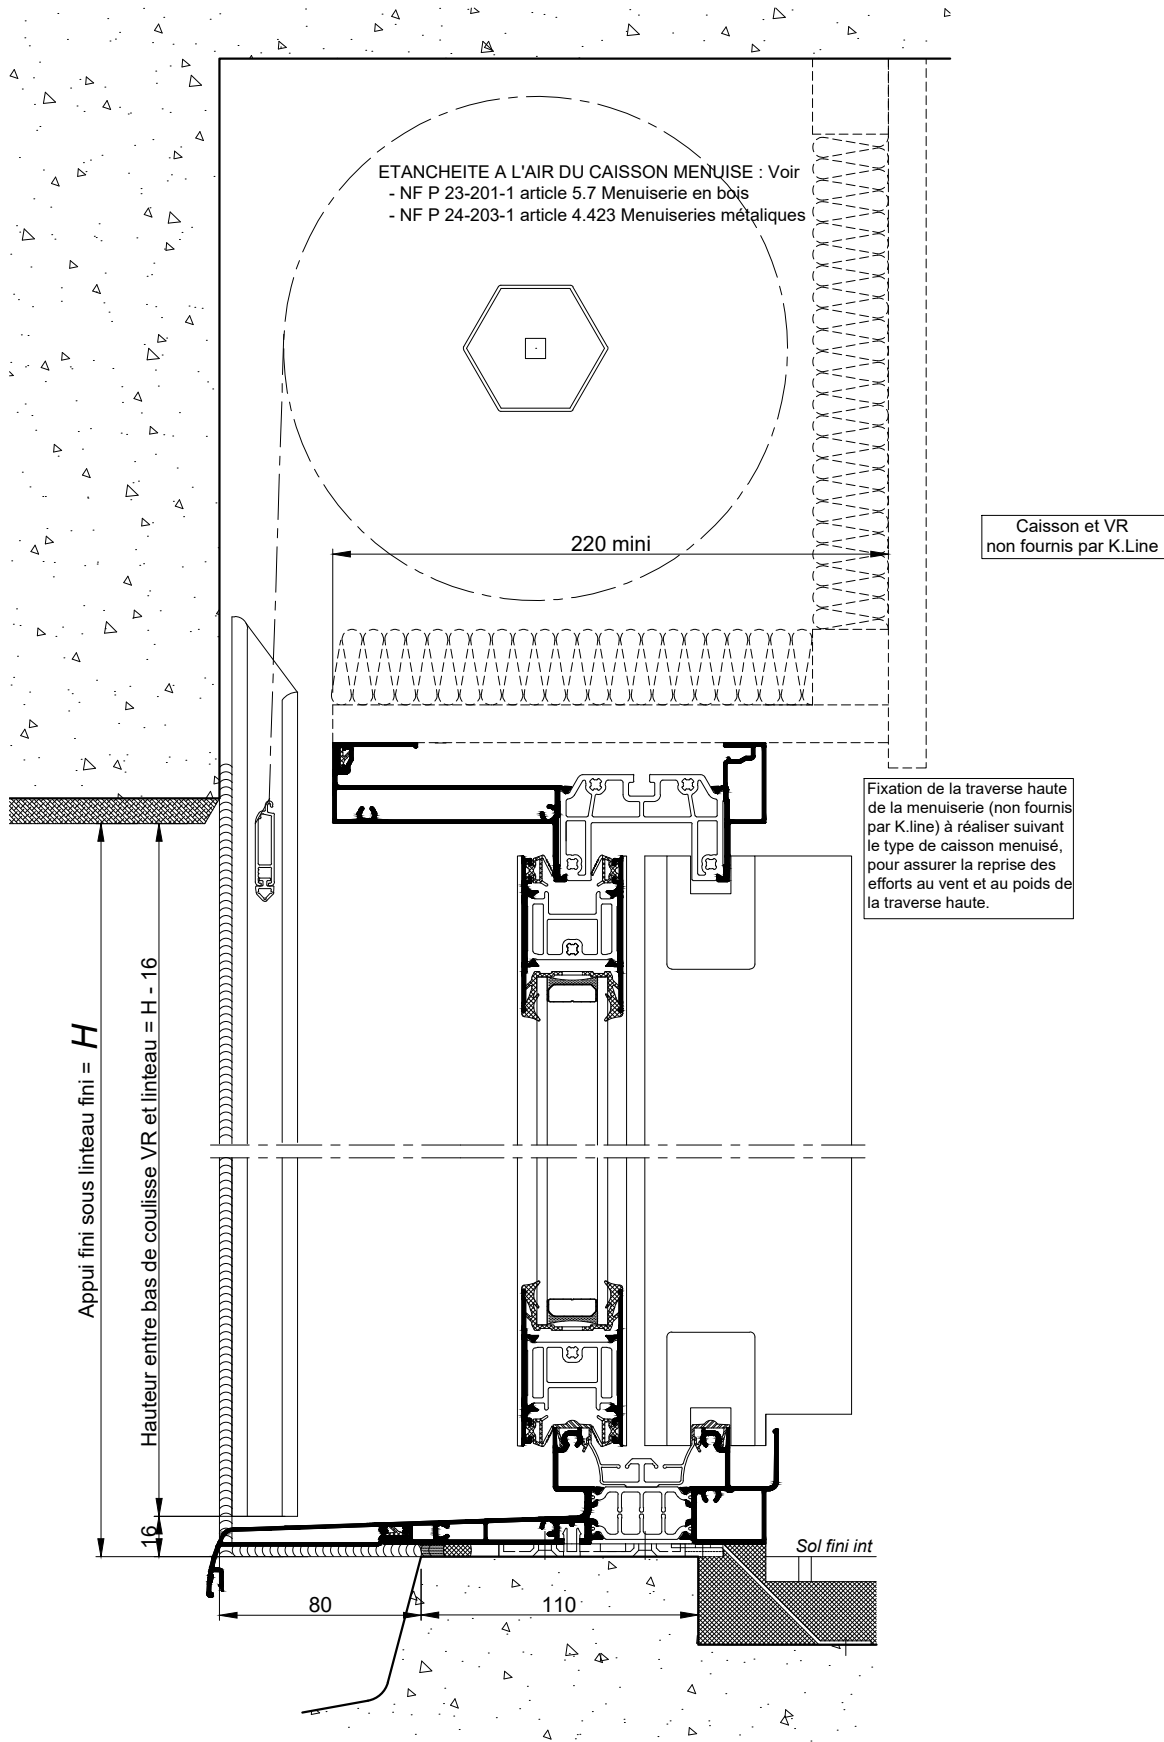 ETANCHEITE A L'AIR DU CAISSON MENUISE : Voir
- NF P 23-201-1 article 5.7 Menuiserie en bois
- NF P 24-203-1 article 4.423 Menuiseries métaliques
220 mini
Caisson et VR
non fournis par K.Line
Fixation de la traverse haute
de la menuiserie (non fournis
par K.line) à réaliser suivant
le type de caisson menuisé,
pour assurer la reprise des
efforts au vent et au poids de
la traverse haute.
Appui fini sous linteau fini = H
Hauteur entre bas de coulisse VR et linteau = H - 16
16
Sol fini int
80
110